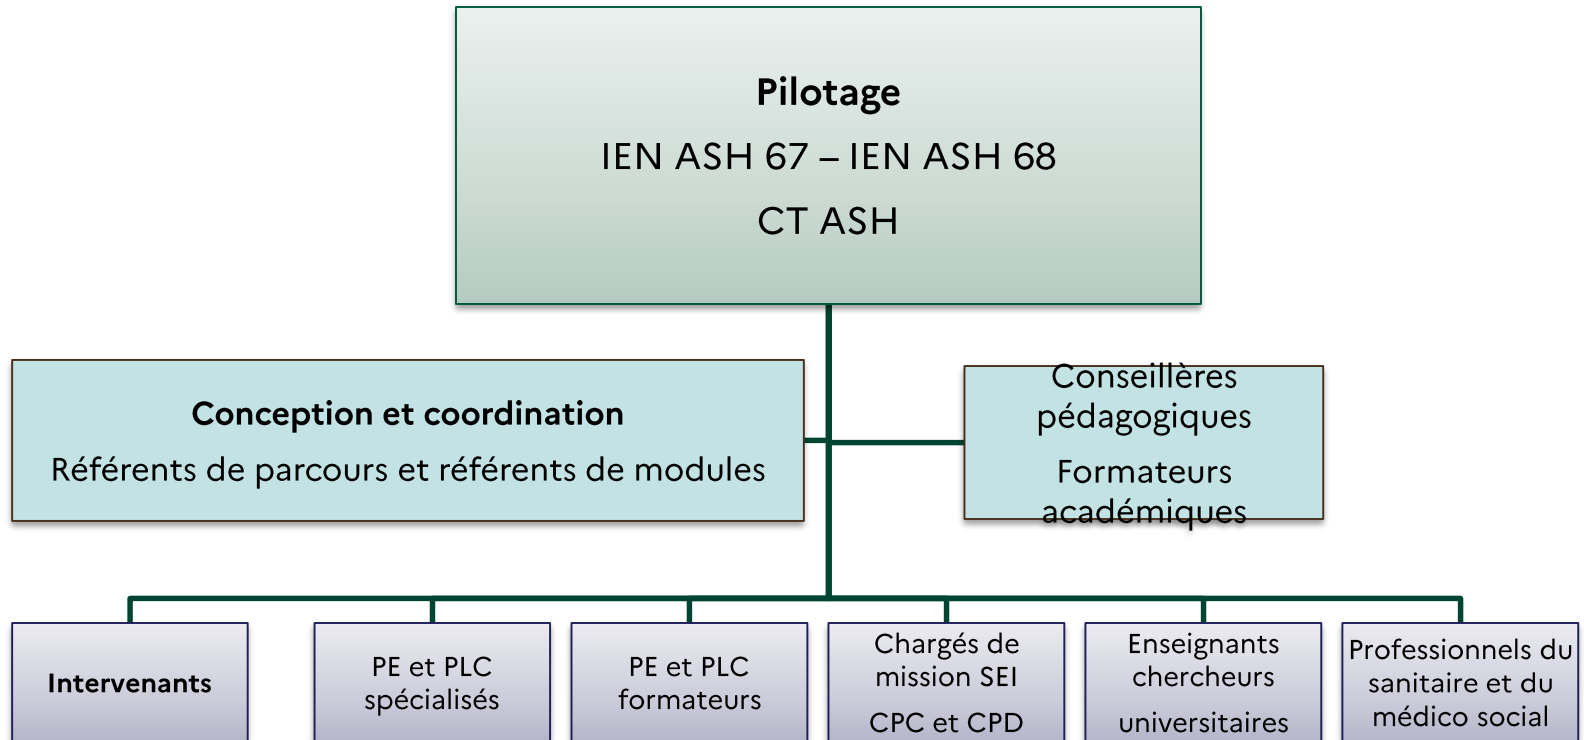 Pilotage
IEN ASH 67 – IEN ASH 68
CT ASH
Conception et coordination
Référents de parcours et référents de modules
Conseillères
pédagogiques
Formateurs
académiques
Intervenants
PE et PLC
spécialisés
PE et PLC
formateurs
Chargés de
mission SEI
CPC et CPD
Enseignants
chercheurs
universitaires
Professionnels du
sanitaire et du
médico social